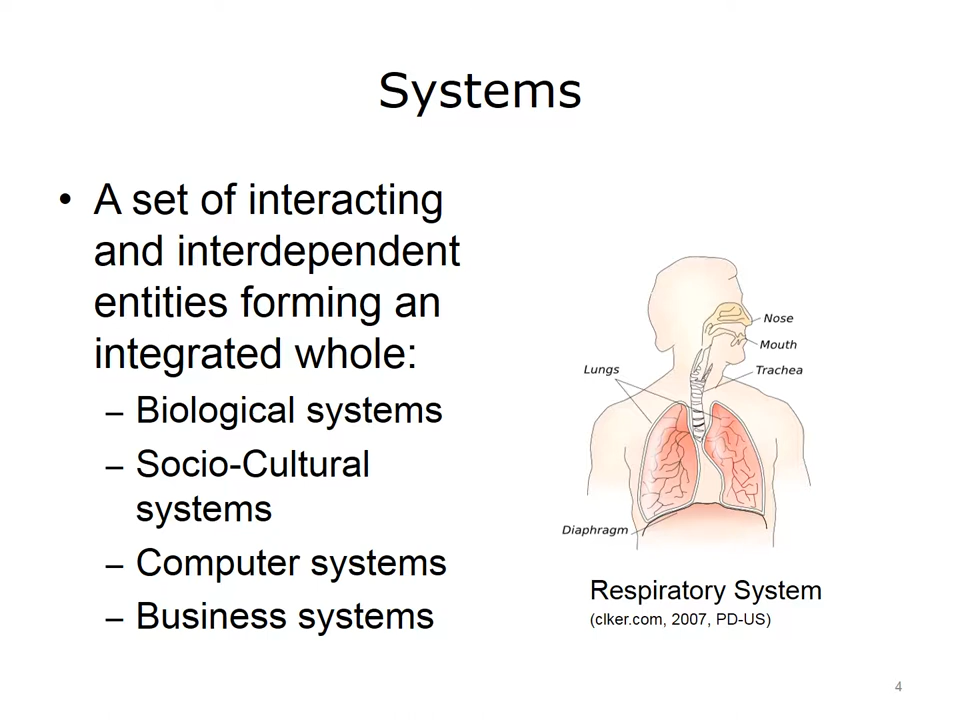 Systems
• A set of interacting
and interdependent
entities forming an
integrated whole:
– Biological systems
– Socio-Cultural
systems
– Computer systems
– Business systems
Nose
Mouth
Trachea
Lungs
Diaphragm
Respiratory System
(clker.com, 2007, PD-US)
4